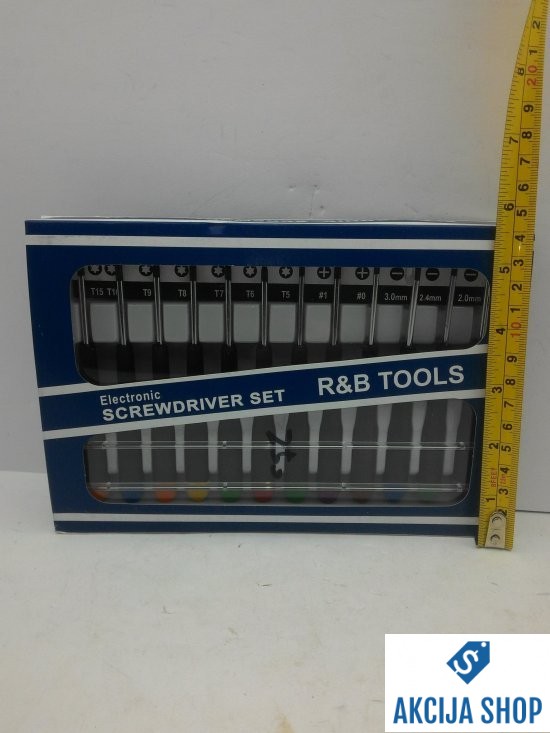 T15 T10 T9 T8 T7 T6 T5 #1 #0 3.0mm 2.4mm 2.0mm
Electronic
SCREWDRIVER SET
R&B TOOLS
AKCIJA SHOP